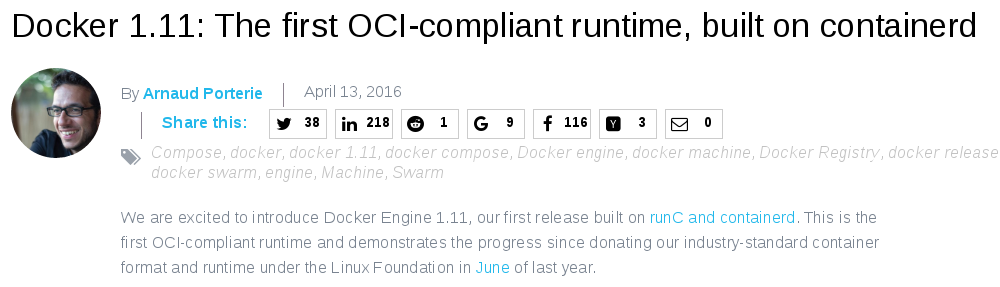 Docker 1.11: The first OCI-compliant runtime, built on containerd
By Arnaud Porterie April 13, 2016
Share this: 38 218 1 9 116 3 0
Compose, docker, docker 1.11, docker compose, Docker engine, docker machine, Docker Registry, docker release
docker swarm, engine, Machine, Swarm
We are excited to introduce Docker Engine 1.11, our first release built on runC and containerd. This is the
first OCI-compliant runtime and demonstrates the progress since donating our industry-standard container
format and runtime under the Linux Foundation in June of last year.